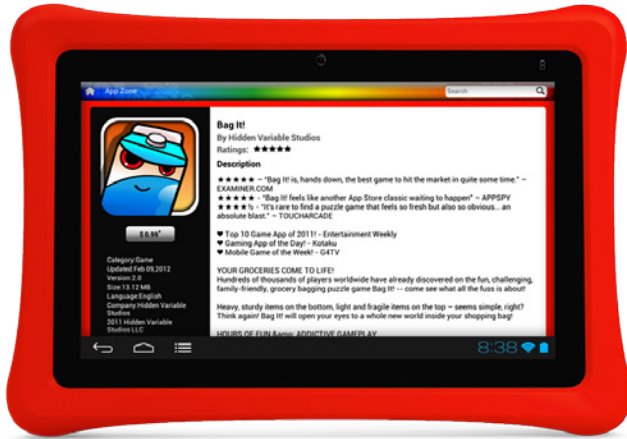 App Zone
Search
Bag It!
By Hidden Variable Studios
Ratings: ★★★★★
Description
★★★★★ - "Bag It! is, hands down, the best game to hit the market in quite some time." -
EXAMINER.COM
★★★★★ - "Bag It! feels like another App Store classic waiting to happen" - APPSPY
★★★★½ - "It's rare to find a puzzle game that feels so fresh but also so obvious... an
absolute blast." - TOUCHARCADE
♥ Top 10 Game App of 2011! - Entertainment Weekly
♥ Gaming App of the Day! - Kotaku
♥ Mobile Game of the Week! - G4TV
YOUR GROCERIES COME TO LIFE!
Hundreds of thousands of players worldwide have already discovered on the fun, challenging,
family-friendly, grocery bagging puzzle game Bag It! -- come see what all the fuss is about!
Heavy, sturdy items on the bottom, light and fragile items on the top – seems simple, right?
Think again! Bag It! will open your eyes to a whole new world inside your shopping bag!
HOURS OF FUN &amp; ADDICTIVE GAMEPLAY
$ 0.99*
Category:Game
Updated:Feb 09,2012
Version:2.0
Size:13.12 MB
Language:English
Company:Hidden Variable
Studios
2011 Hidden Variable
Studios LLC
8:38